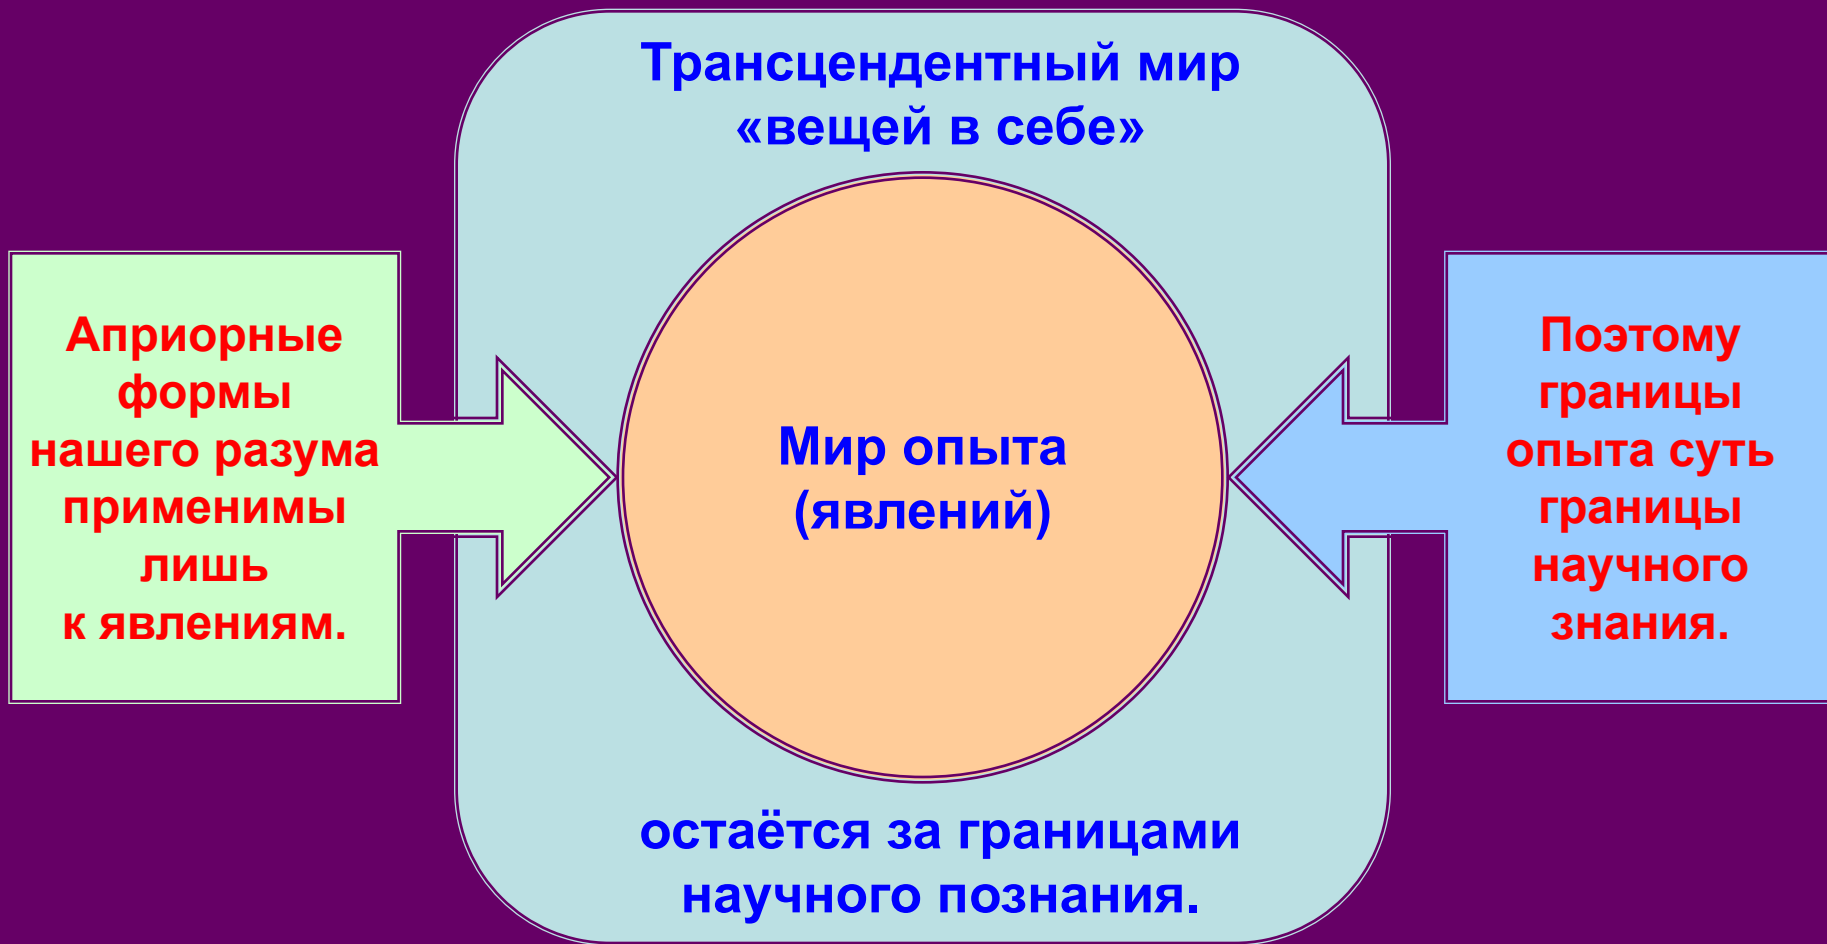 Трансцендентный мир
«вещей в себе»
Априорные
формы
нашего разума
применимы
лишь
к явлениям.
Мир опыта
(явлений)
Поэтому
границы
опыта суть
границы
научного
знания.
остаётся за границами
научного познания.